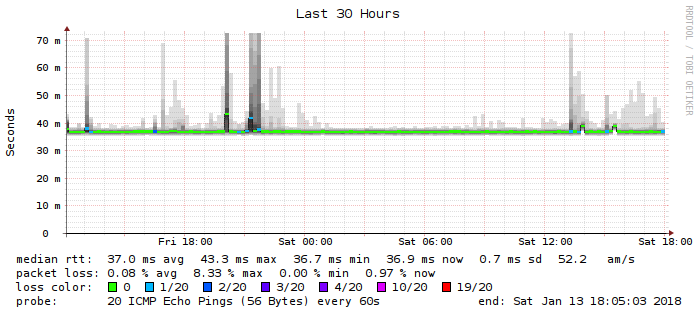 Last 30 Hours
RRDTOOL / TOBI OETIKER
Seconds
70 m
60 m
50 m
40 m
30 m
20 m
10 m
0
Fri 18:00 Sat 00:00 Sat 06:00 Sat 12:00 Sat 18:00
median rtt: 37.0 ms avg 43.3 ms max 36.7 ms min 36.9 ms now 0.7 ms sd 52.2 am/s
packet loss: 0.08 % avg 8.33 % max 0.00 % min 0.97 % now
loss color: 0 1/20 2/20 3/20 4/20 10/20 19/20
probe: 20 ICMP Echo Pings (56 Bytes) every 60s end: Sat Jan 13 18:05:03 2018